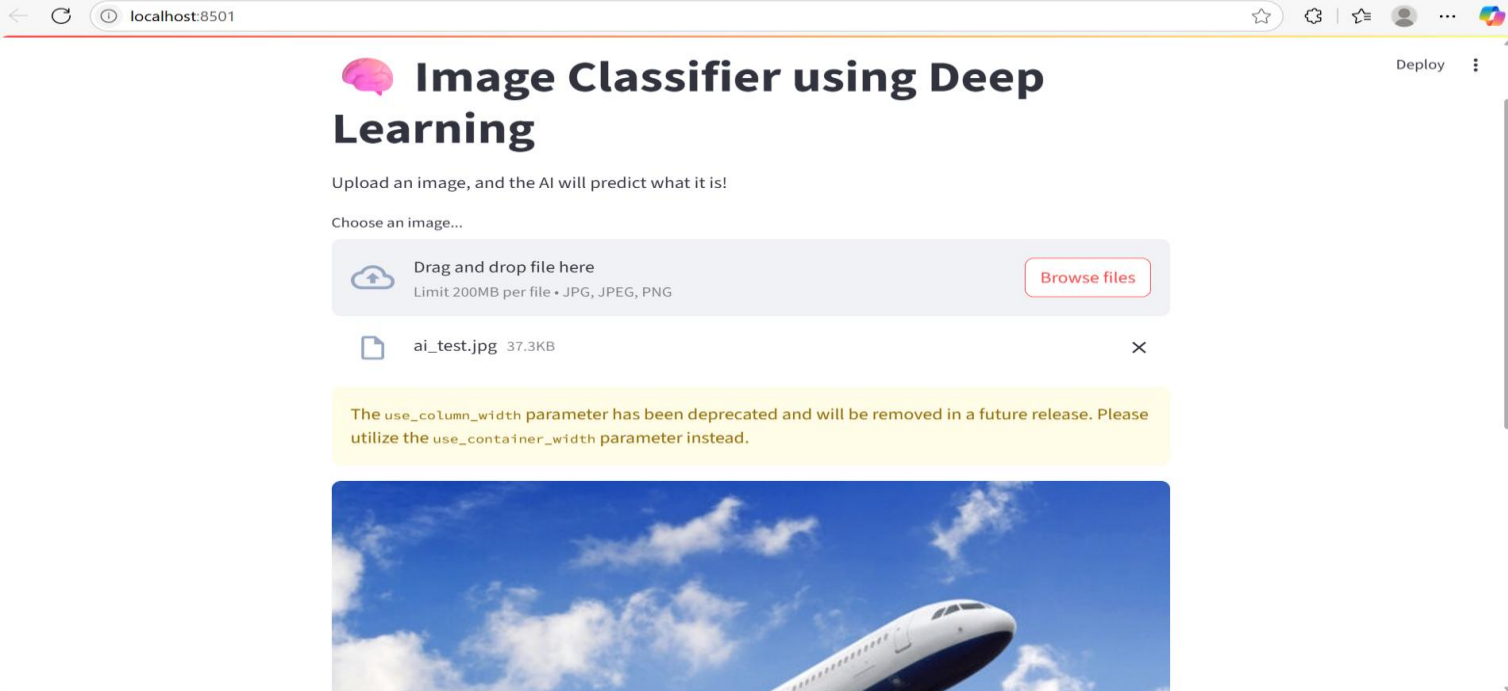 localhost:8501
Deploy
Image Classifier using Deep
Learning
Upload an image, and the AI will predict what it is!
Choose an image...
Drag and drop file here
Limit 200MB per file • JPG, JPEG, PNG
Browse files
ai_test.jpg 37.3KB
The use_column_width parameter has been deprecated and will be removed in a future release. Please
utilize the use_container_width parameter instead.